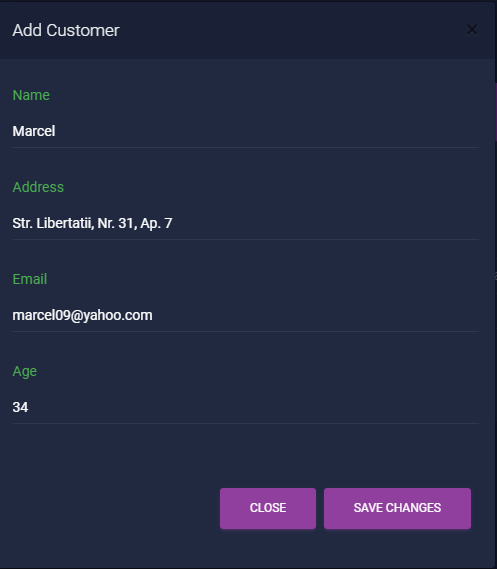 Add Customer ×
Name
Marcel
Address
Str. Libertatii, Nr. 31, Ap. 7
Email
marcel09@yahoo.com
Age
34
CLOSE SAVE CHANGES